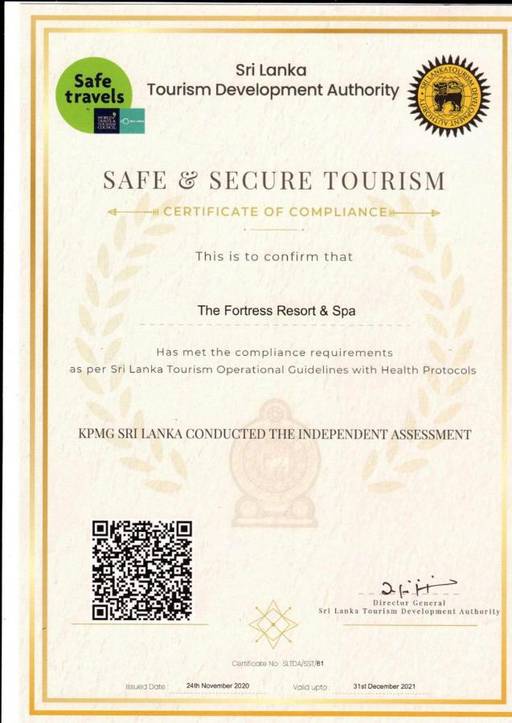 Safe
travels
WORLD
TRAVEL &
TOURISM
COUNCIL
Sri Lanka
Tourism Development Authority
SRI LANKA TOURISM DEVELOPMENT AUTHORITY
SAFE & SECURE TOURISM
CERTIFICATE OF COMPLIANCE
This is to confirm that
The Fortress Resort & Spa
Has met the compliance requirements
as per Sri Lanka Tourism Operational Guidelines with Health Protocols
KPMG SRI LANKA CONDUCTED THE INDEPENDENT ASSESSMENT
Director General
Sri Lanka Tourism Development Authority
Certificate No: SLTDA/SST/81
Issued Date : 24th November 2020 Valid upto : 31st December 2021